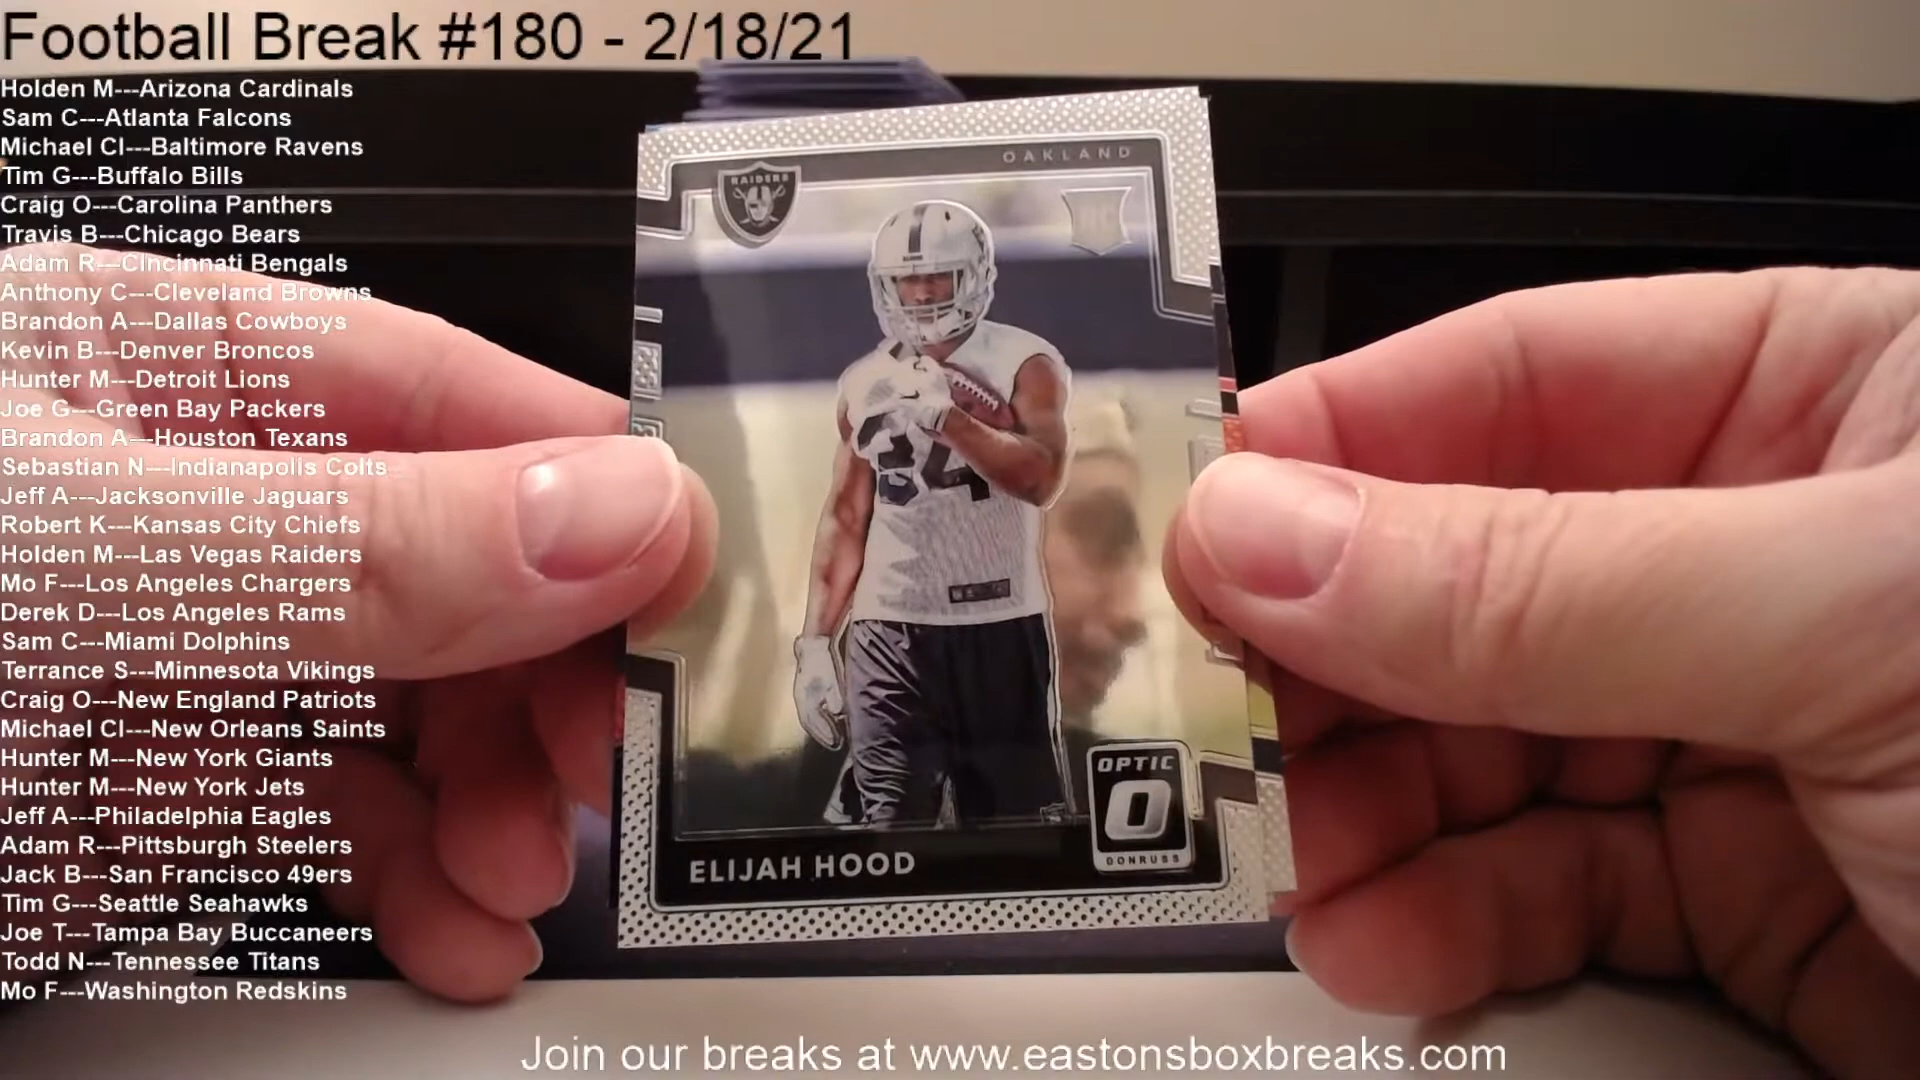 Football Break #180 - 2/18/21
Holden M---Arizona Cardinals
Sam C---Atlanta Falcons
Michael Cl---Baltimore Ravens
Tim G---Buffalo Bills
Craig O---Carolina Panthers
Travis B---Chicago Bears
Adam R---CIncinnati Bengals
Anthony C---Cleveland Browns
Brandon A---Dallas Cowboys
Kevin B---Denver Broncos
Hunter M---Detroit Lions
Joe G---Green Bay Packers
Brandon A---Houston Texans
Sebastian N---Indianapolis Colts
Jeff A---Jacksonville Jaguars
Robert K---Kansas City Chiefs
Holden M---Las Vegas Raiders
Mo F---Los Angeles Chargers
Derek D---Los Angeles Rams
Sam C---Miami Dolphins
Terrance S---Minnesota Vikings
Craig O---New England Patriots
Michael Cl---New Orleans Saints
Hunter M---New York Giants
Hunter M---New York Jets
Jeff A---Philadelphia Eagles
Adam R---Pittsburgh Steelers
Jack B---San Francisco 49ers
Tim G---Seattle Seahawks
Joe T---Tampa Bay Buccaneers
Todd N---Tennessee Titans
Mo F---Washington Redskins
OAKLAND
RAIDERS
RC
34
OPTIC
O
DONRUSS
ELIJAH HOOD
Join our breaks at www.eastonsboxbreaks.com